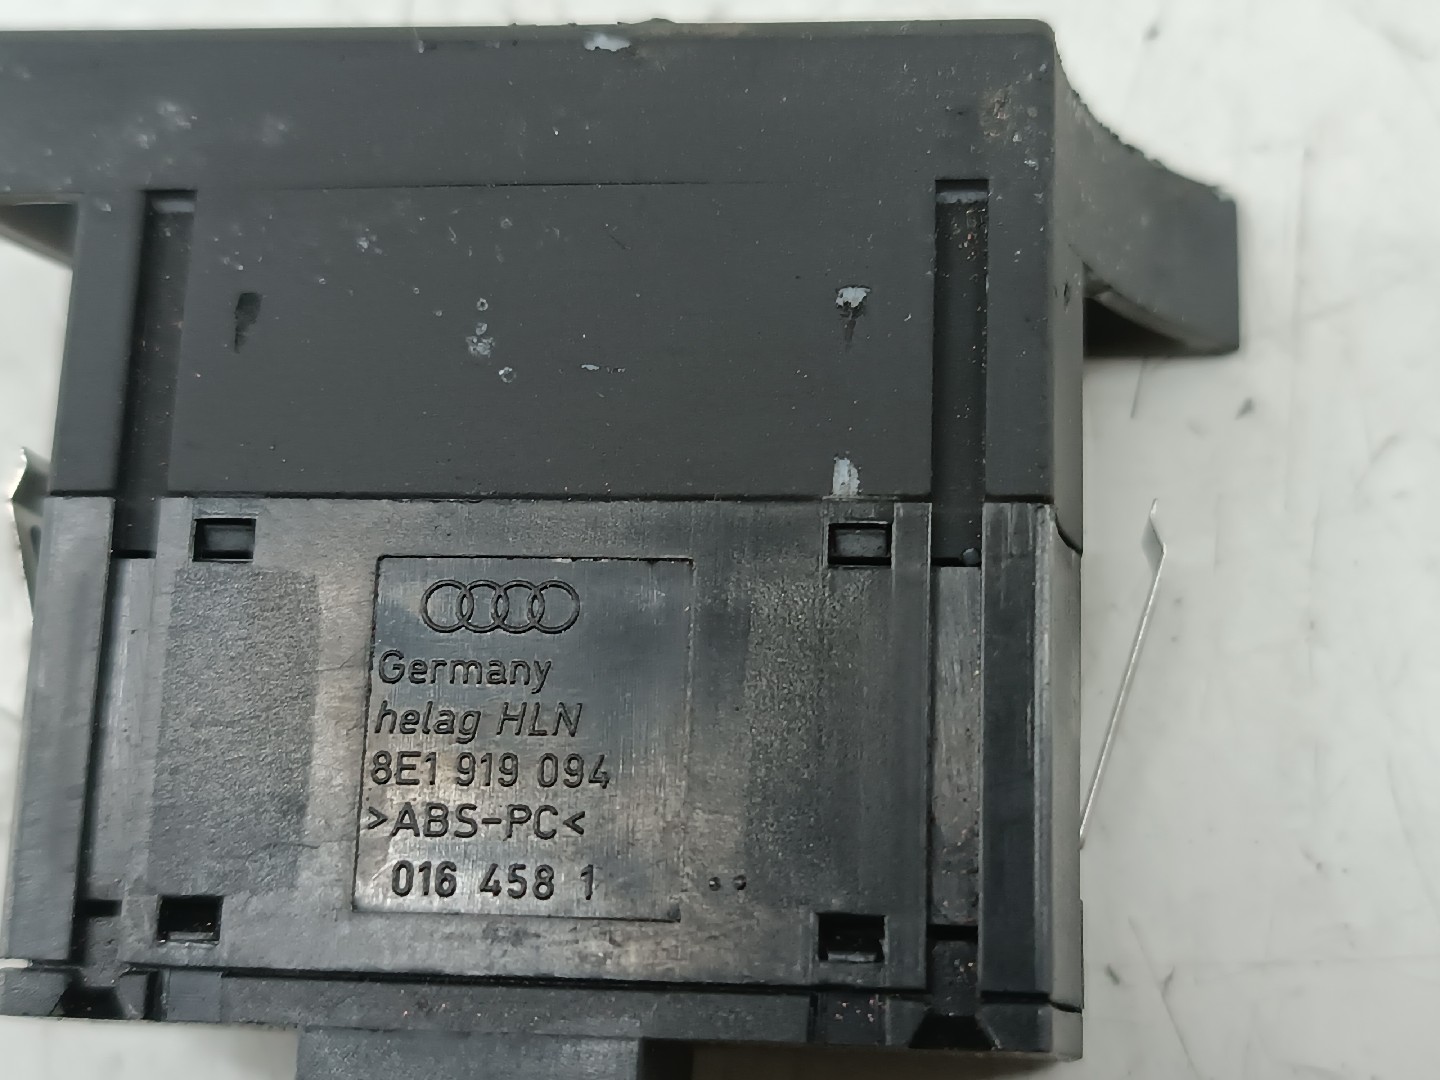 Germany
helag HLN
8E1 919 094
>ABS-PC<
016 458 1